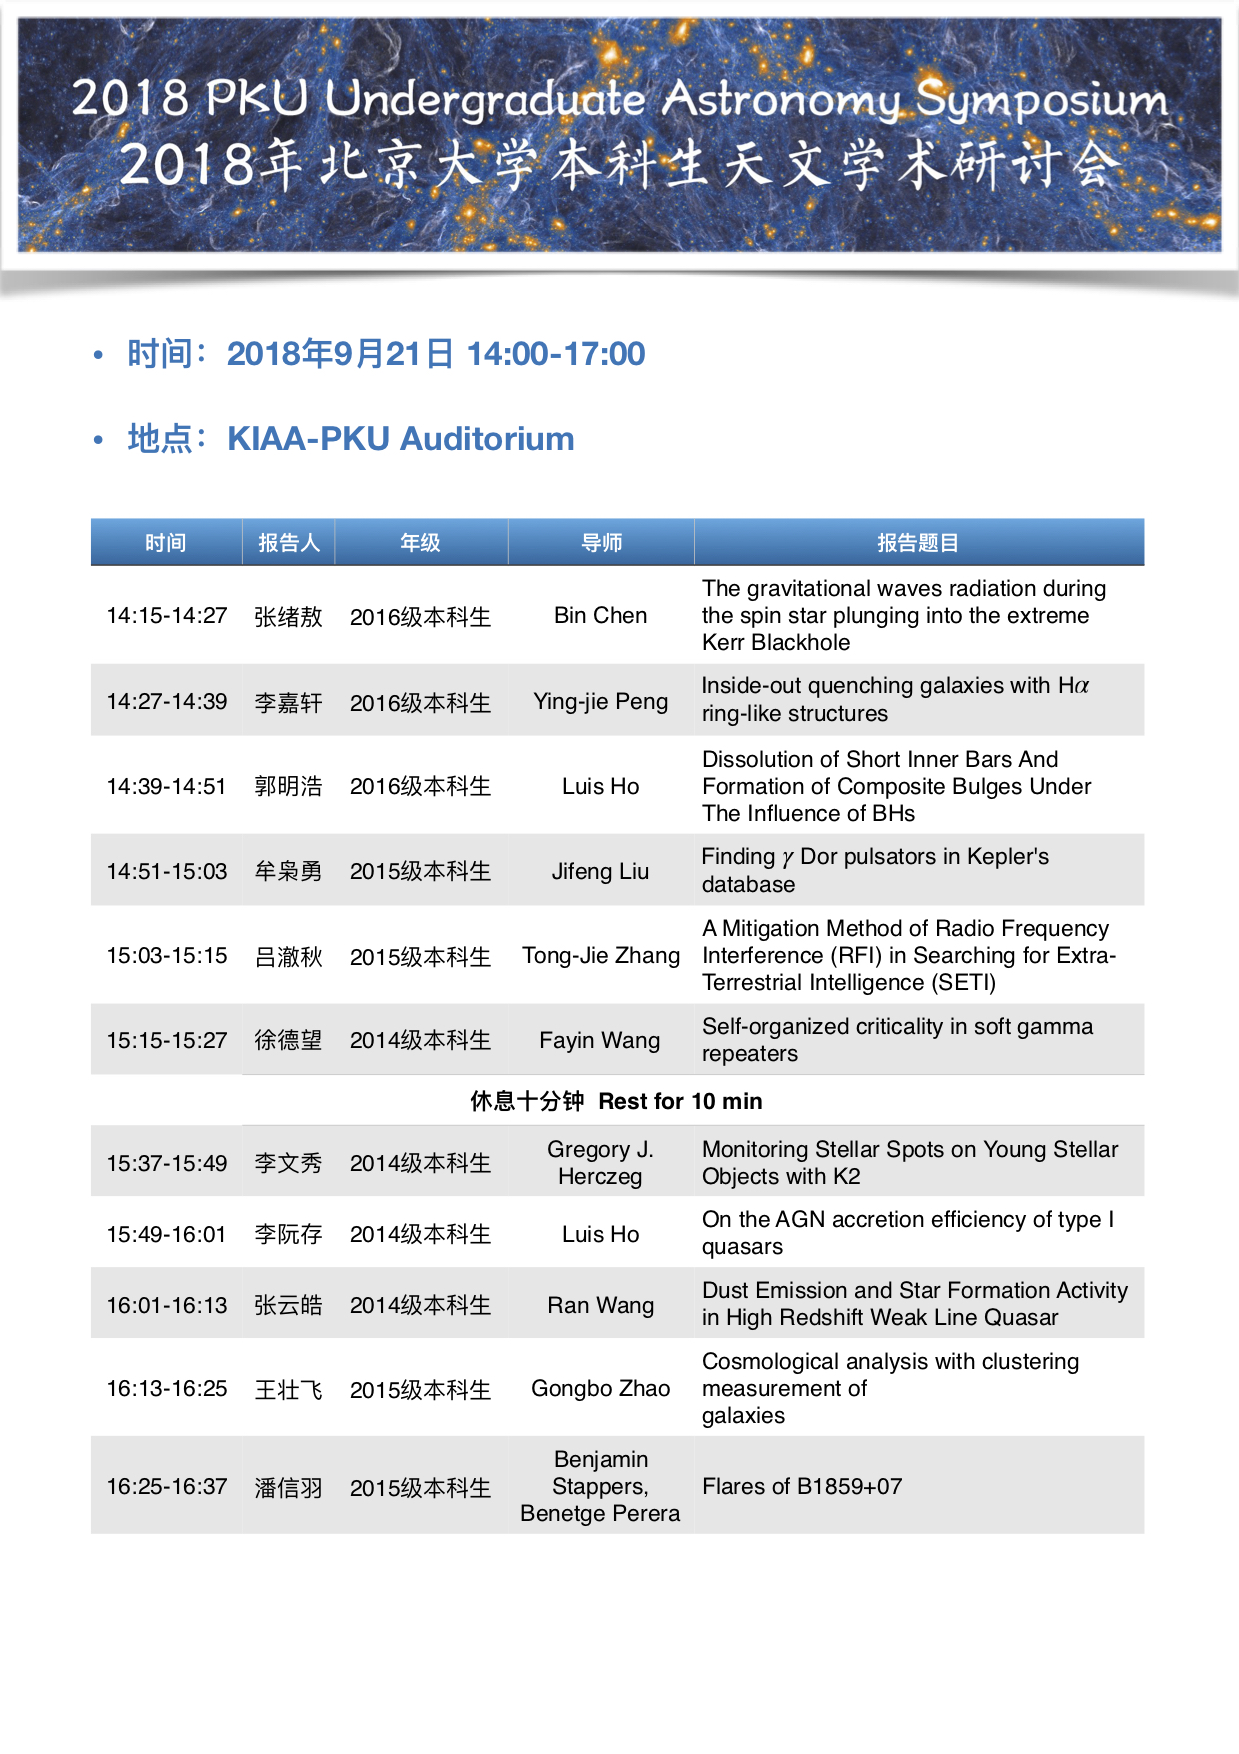 2018 PKU Undergraduate Astronomy Symposium
2018年北京大学本科生天文学术研讨会
• 时间：2018年9月21日 14:00-17:00
• 地点：KIAA-PKU Auditorium
时间 报告人 年级 导师 报告题目
14:15-14:27 张绪敖 2016级本科生 Bin Chen The gravitational waves radiation during
the spin star plunging into the extreme
Kerr Blackhole
14:27-14:39 李嘉轩 2016级本科生 Ying-jie Peng Inside-out quenching galaxies with Hα
ring-like structures
14:39-14:51 郭明浩 2016级本科生 Luis Ho Dissolution of Short Inner Bars And
Formation of Composite Bulges Under
The Influence of BHs
14:51-15:03 牟枭勇 2015级本科生 Jifeng Liu Finding γ Dor pulsators in Kepler's
database
15:03-15:15 吕澈秋 2015级本科生 Tong-Jie Zhang A Mitigation Method of Radio Frequency
Interference (RFI) in Searching for Extra-
Terrestrial Intelligence (SETI)
15:15-15:27 徐德望 2014级本科生 Fayin Wang Self-organized criticality in soft gamma
repeaters
休息十分钟 Rest for 10 min
15:37-15:49 李文秀 2014级本科生 Gregory J.
Herczeg Monitoring Stellar Spots on Young Stellar
Objects with K2
15:49-16:01 李阮存 2014级本科生 Luis Ho On the AGN accretion efficiency of type I
quasars
16:01-16:13 张云皓 2014级本科生 Ran Wang Dust Emission and Star Formation Activity
in High Redshift Weak Line Quasar
16:13-16:25 王壮飞 2015级本科生 Gongbo Zhao Cosmological analysis with clustering
measurement of
galaxies
16:25-16:37 潘信羽 2015级本科生 Benjamin
Stappers,
Benetge Perera Flares of B1859+07